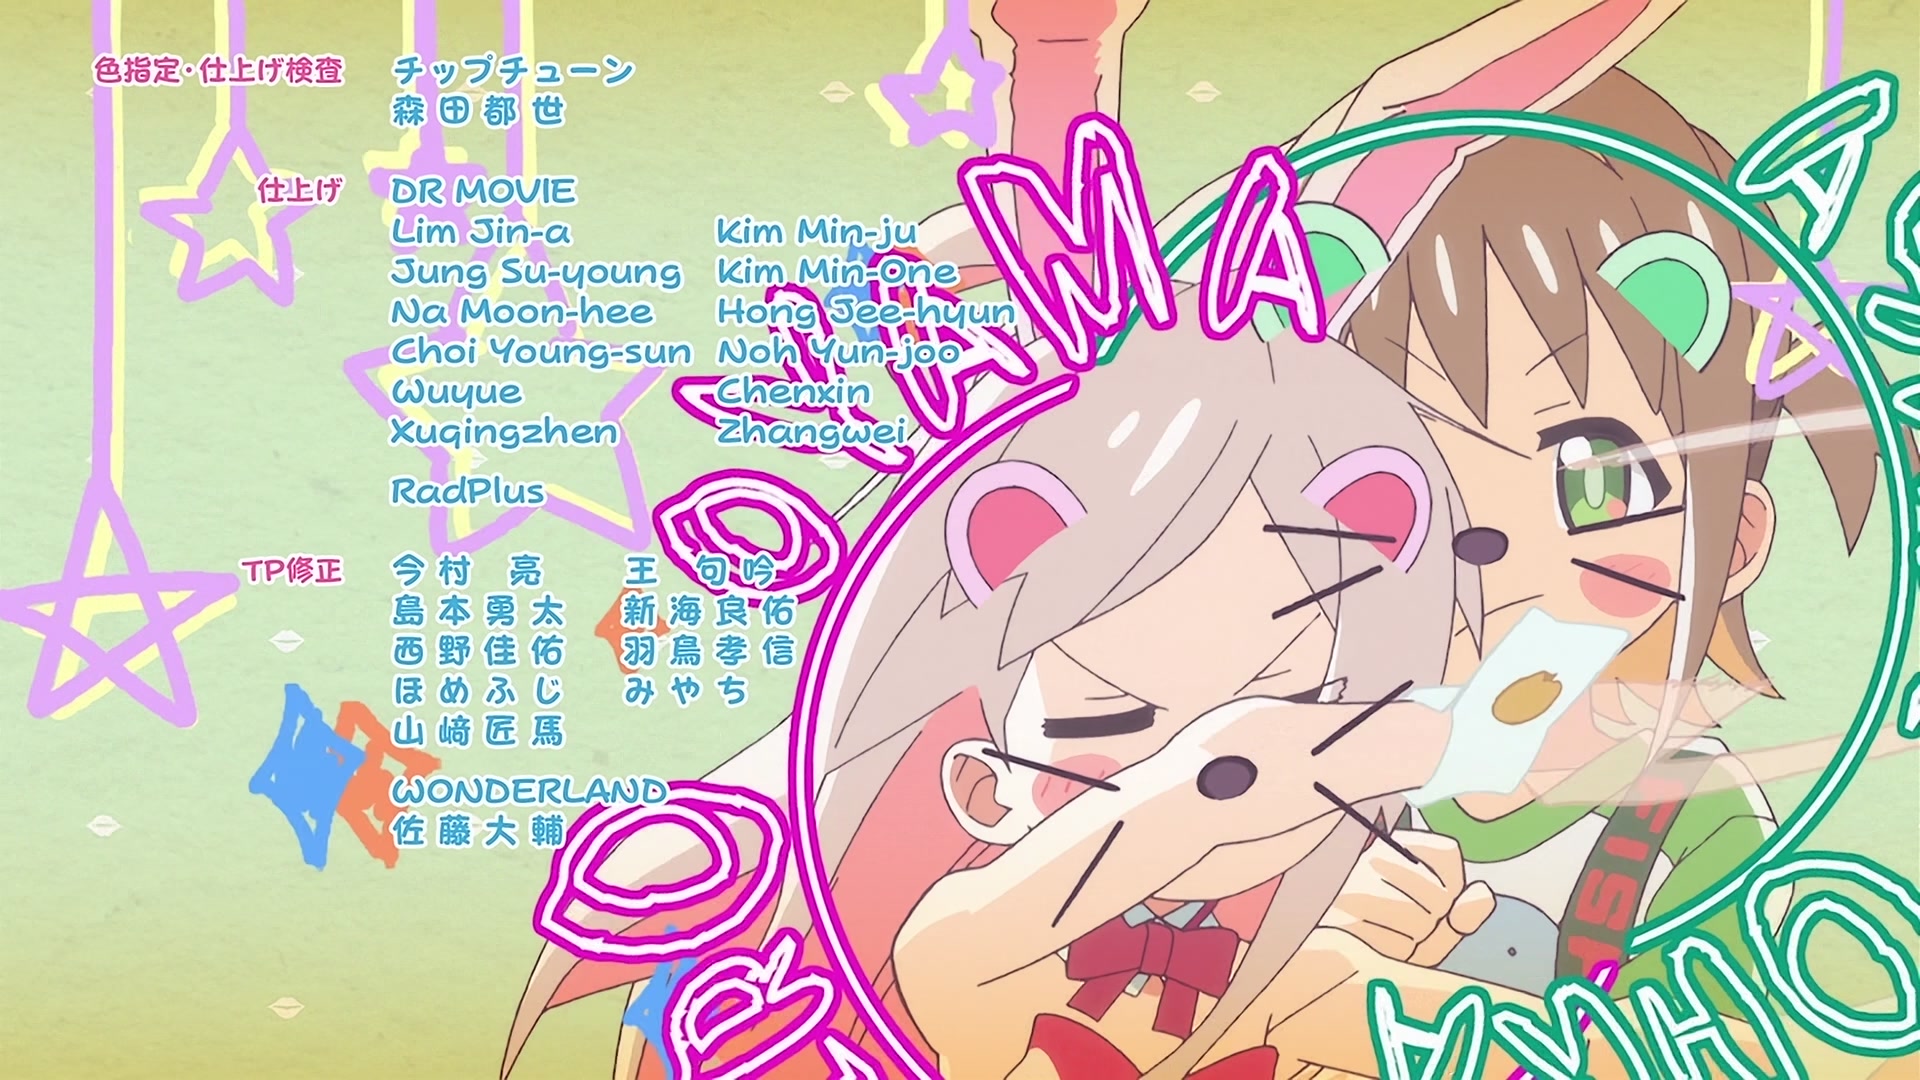 色指定・仕上げ検査 チップチューン
森田都世
仕上げ DR MOVIE
Lim Jin-a Kim Min-ju
Jung Su-young Kim Min-One
Na Moon-hee Hong Jee-hyun
Choi Young-sun Noh Yun-joo
Wuyue Chenxin
Xuqingzhen Zhangwei
RadPlus
TP修正 今村 亮 王 句吟
島本勇太 新海良佑
西野佳佑 羽鳥孝信
ほめふじ みやち
山﨑匠馬
WONDERLAND
佐藤大輔